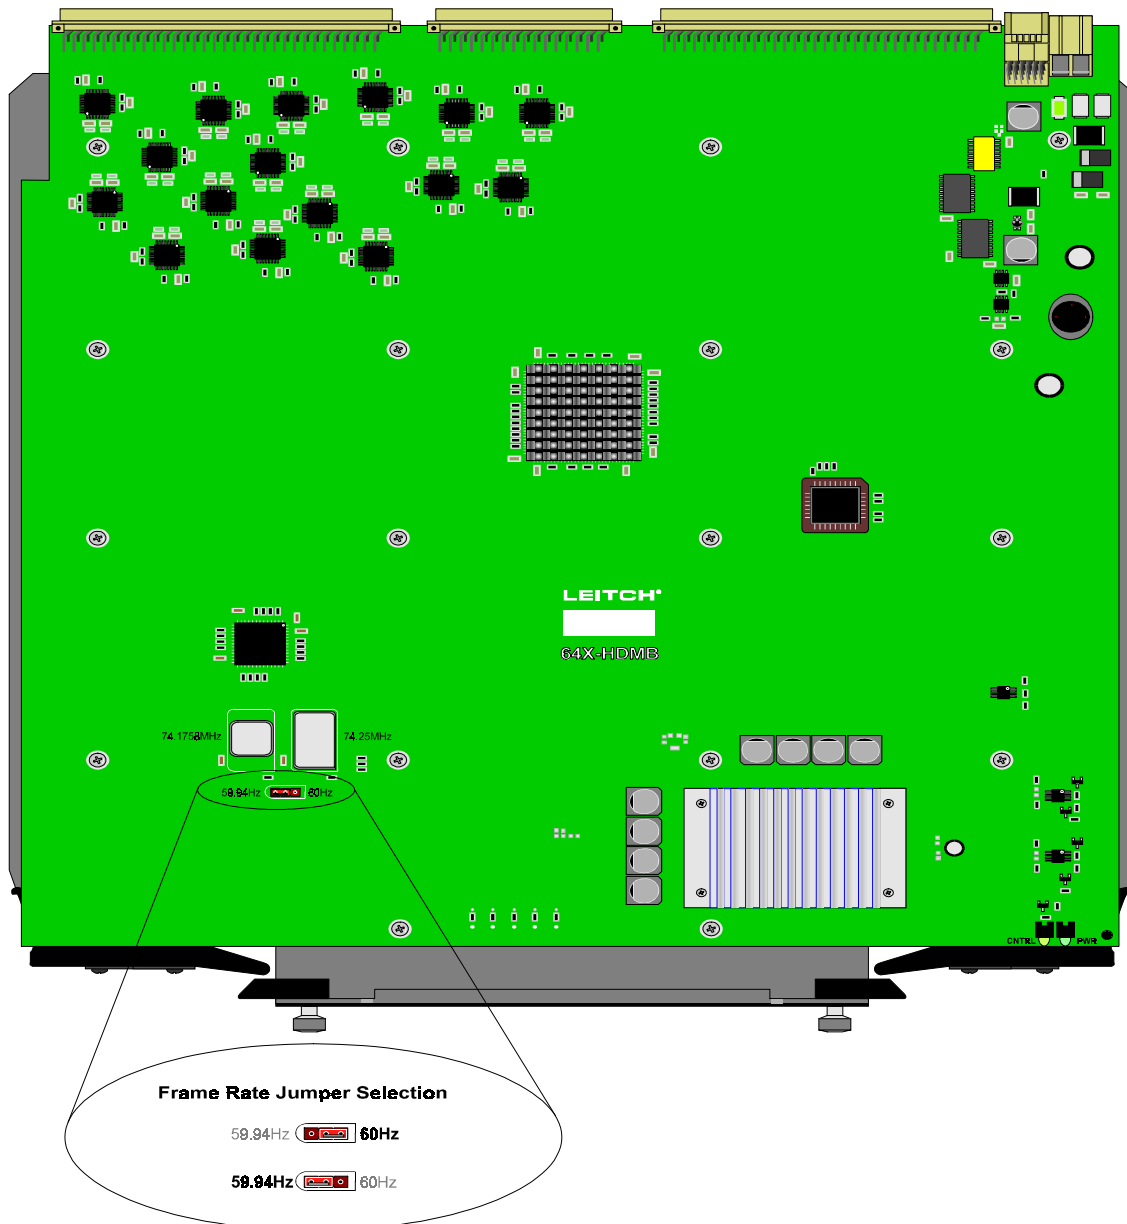 LEITCH®
64X-HDMB
74.1758MHz 74.25MHz
59.94Hz 60Hz
CNTRL PWR
Frame Rate Jumper Selection
59.94Hz 60Hz
59.94Hz 60Hz